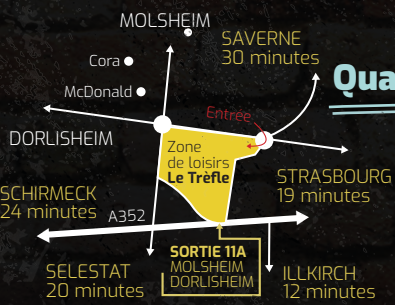 MOLSHEIM
SAVERNE
30 minutes
Cora
McDonald
Qua
Entrée
DORLISHEIM
Zone
de loisirs
Le Trèfle
STRASBOURG
19 minutes
SCHIRMECK
24 minutes
A352
SORTIE 11A
MOLSHEIM
DORLISHEIM
SELESTAT
20 minutes
ILLKIRCH
12 minutes